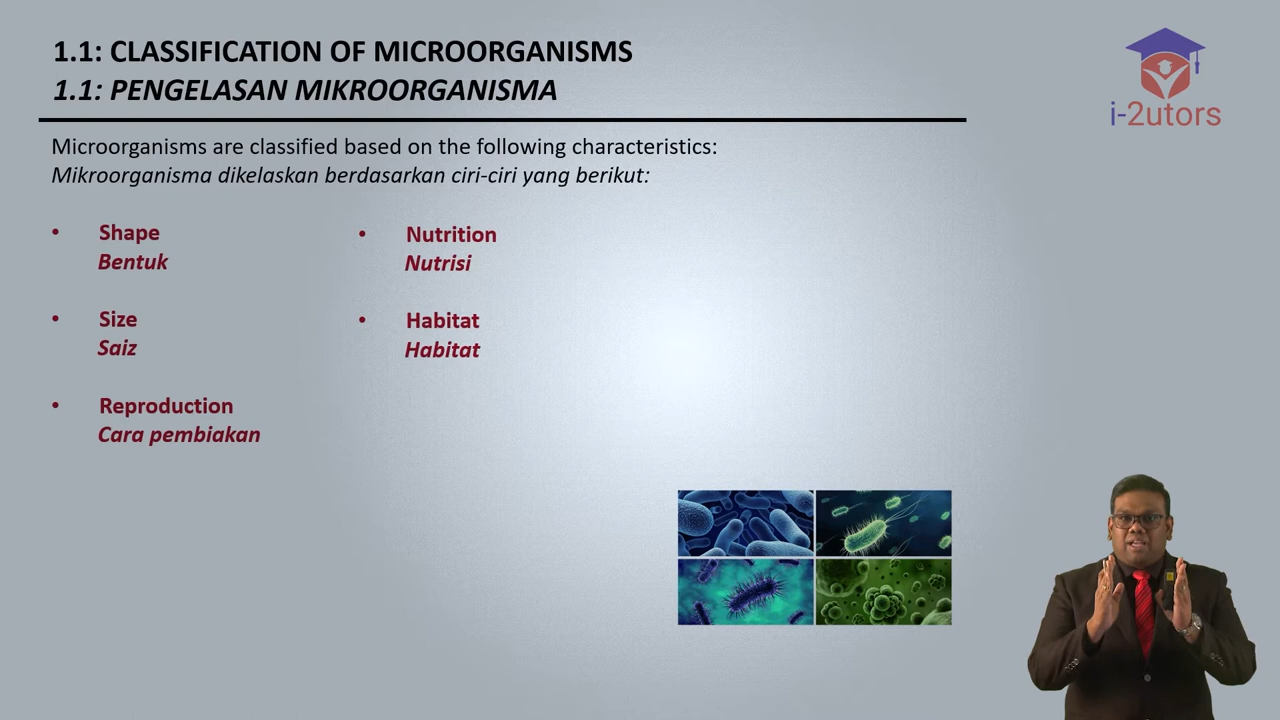 1.1: CLASSIFICATION OF MICROORGANISMS
1.1: PENGELASAN MIKROORGANISMA
i-2utors
Microorganisms are classified based on the following characteristics:
Mikroorganisma dikelaskan berdasarkan ciri-ciri yang berikut:
• Shape
Bentuk
• Size
Saiz
• Reproduction
Cara pembiakan
• Nutrition
Nutrisi
• Habitat
Habitat